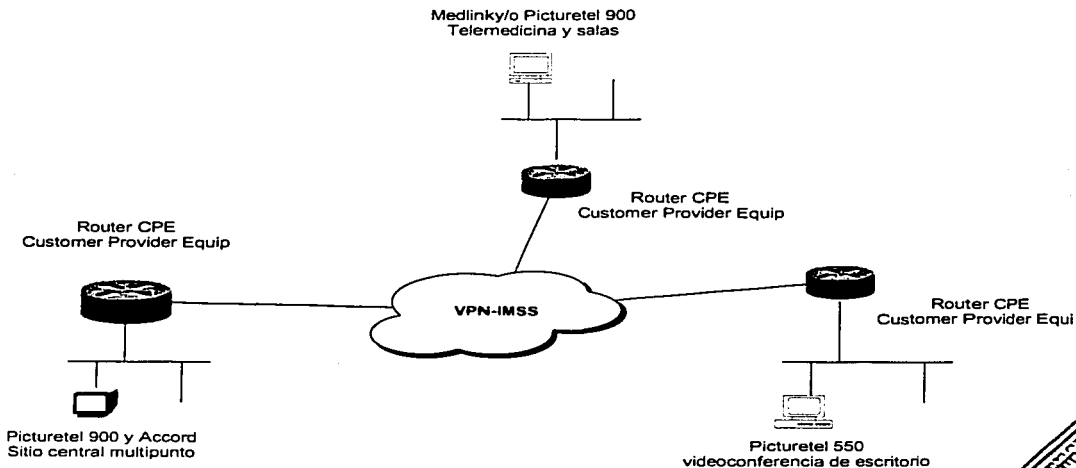 Medlinky/o Picturetel 900
Telemedicina y salas
Router CPE
Customer Provider Equip
Router CPE
Customer Provider Equip
VPN-IMSS
Router CPE
Customer Provider Equi
Picturetel 900 y Accord
Sitio central multipunto
Picturetel 550
videoconferencia de escritorio